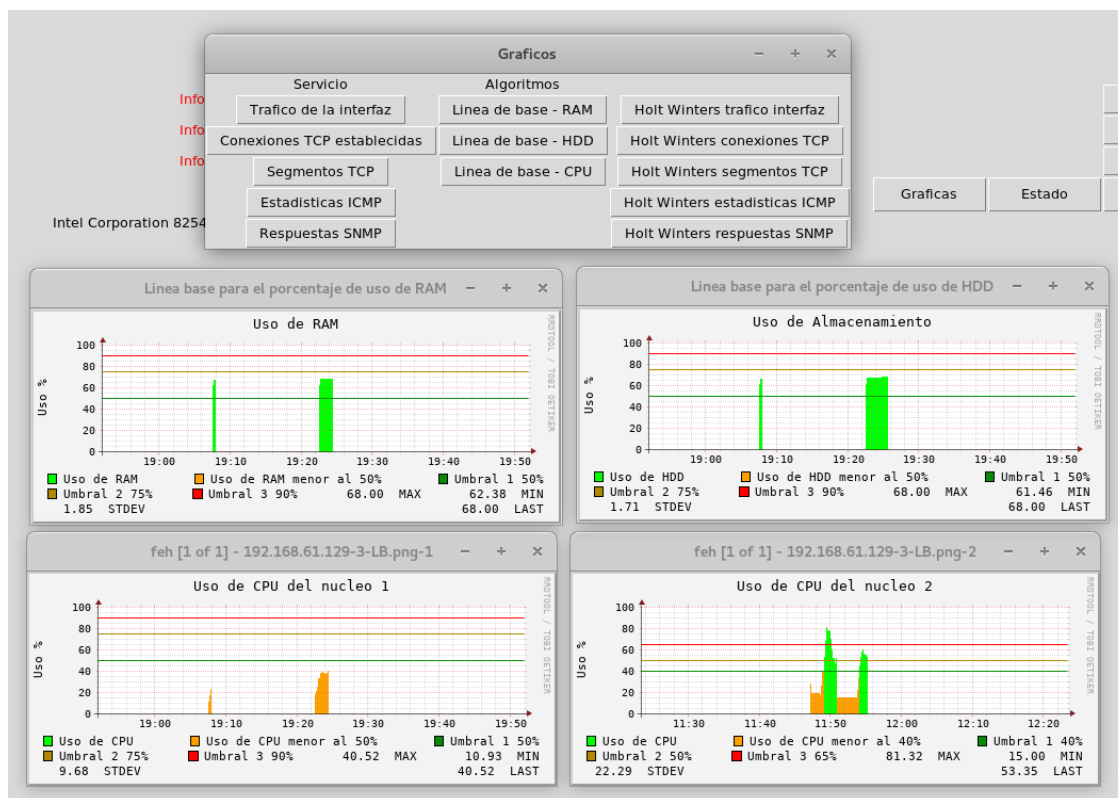 Graficos
Servicio Algoritmos
Info Trafico de la interfaz Linea de base - RAM Holt Winters trafico interfaz
Info Conexiones TCP establecidas Linea de base - HDD Holt Winters conexiones TCP
Info Segmentos TCP Linea de base - CPU Holt Winters segmentos TCP
Graficas Estado
Estadisticas ICMP Holt Winters estadisticas ICMP
Intel Corporation 8254
Respuestas SNMP Holt Winters respuestas SNMP
Linea base para el porcentaje de uso de RAM
Uso de RAM
RRDTOOL / TOBI OETIKER
Uso %
100
80
60
40
20
0
19:00 19:10 19:20 19:30 19:40 19:50
Uso de RAM Uso de RAM menor al 50% Umbral 1 50%
Umbral 2 75% Umbral 3 90% 68.00 MAX 62.38 MIN
1.85 STDEV 68.00 LAST
Linea base para el porcentaje de uso de HDD
Uso de Almacenamiento
RRDTOOL / TOBI OETIKER
Uso %
100
80
60
40
20
0
19:00 19:10 19:20 19:30 19:40 19:50
Uso de HDD Uso de HDD menor al 50% Umbral 1 50%
Umbral 2 75% Umbral 3 90% 68.00 MAX 61.46 MIN
1.71 STDEV 68.00 LAST
feh [1 of 1] - 192.168.61.129-3-LB.png-1
Uso de CPU del nucleo 1
RRDTOOL / TOBI OETIKER
Uso %
100
80
60
40
20
0
19:00 19:10 19:20 19:30 19:40 19:50
Uso de CPU Uso de CPU menor al 50% Umbral 1 50%
Umbral 2 75% Umbral 3 90% 40.52 MAX 10.93 MIN
9.68 STDEV 40.52 LAST
feh [1 of 1] - 192.168.61.129-3-LB.png-2
Uso de CPU del nucleo 2
RRDTOOL / TOBI OETIKER
Uso %
100
80
60
40
20
0
11:30 11:40 11:50 12:00 12:10 12:20
Uso de CPU Uso de CPU menor al 40% Umbral 1 40%
Umbral 2 50% Umbral 3 65% 81.32 MAX 15.00 MIN
22.29 STDEV 53.35 LAST